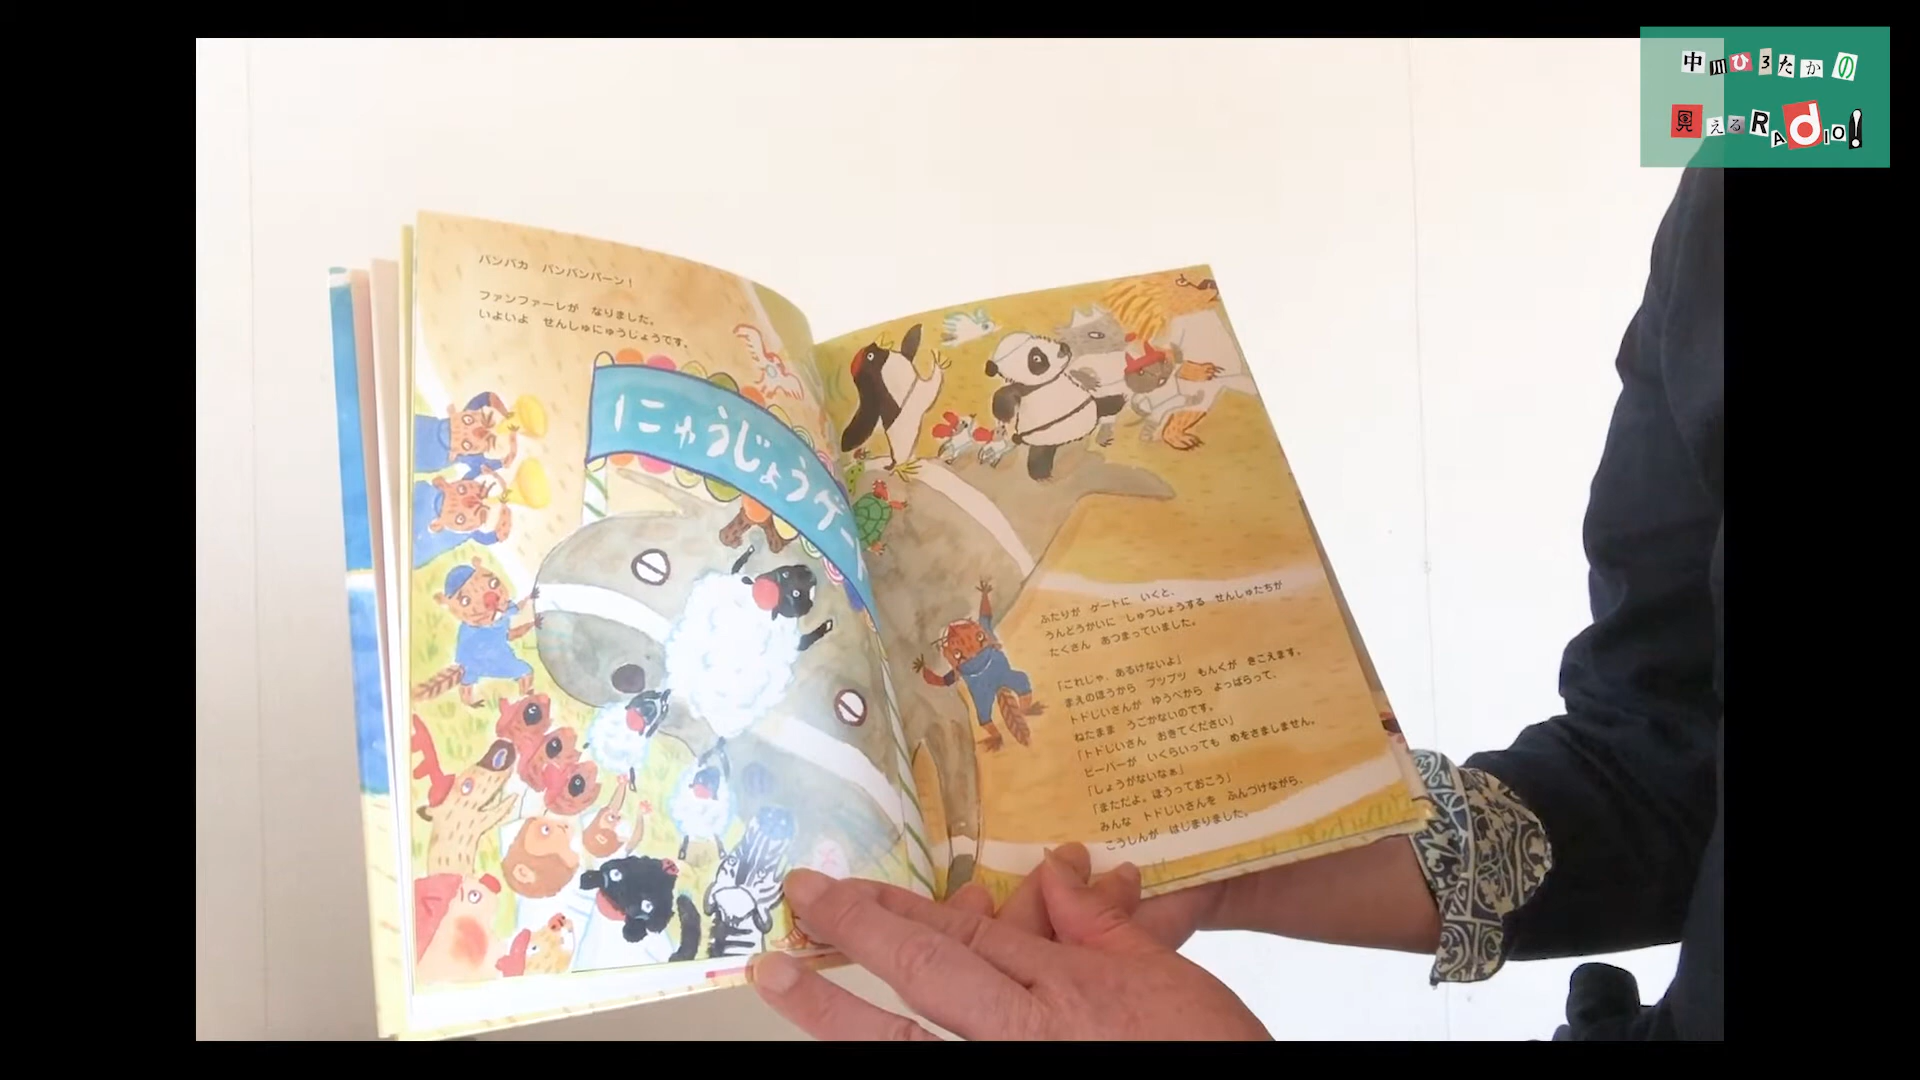 中川ひろたかの
見えるRADIO!
パンパカ パンパンパーン！
ファンファーレが なりました。
いよいよ せんしゅにゅうじょうです。
にゅうじょうゲー
ふたりが ゲートに いくと、
うんどうかいに しゅつじょうする せんしゅたちが
たくさん あつまっていました。
「これじゃ、あるけないよ」
まえのほうから ブツブツ もんくが きこえます。
トドじいさんが ゆうべから よっぱらって、
ねたまま うごかないのです。
「トドじいさん おきてください」
ビーバーが いくらいっても めをさましません。
「しょうがないなぁ」
「まただよ。ほうっておこう」
みんな トドじいさんを ふんづけながら、
こうしんが はじまりました。